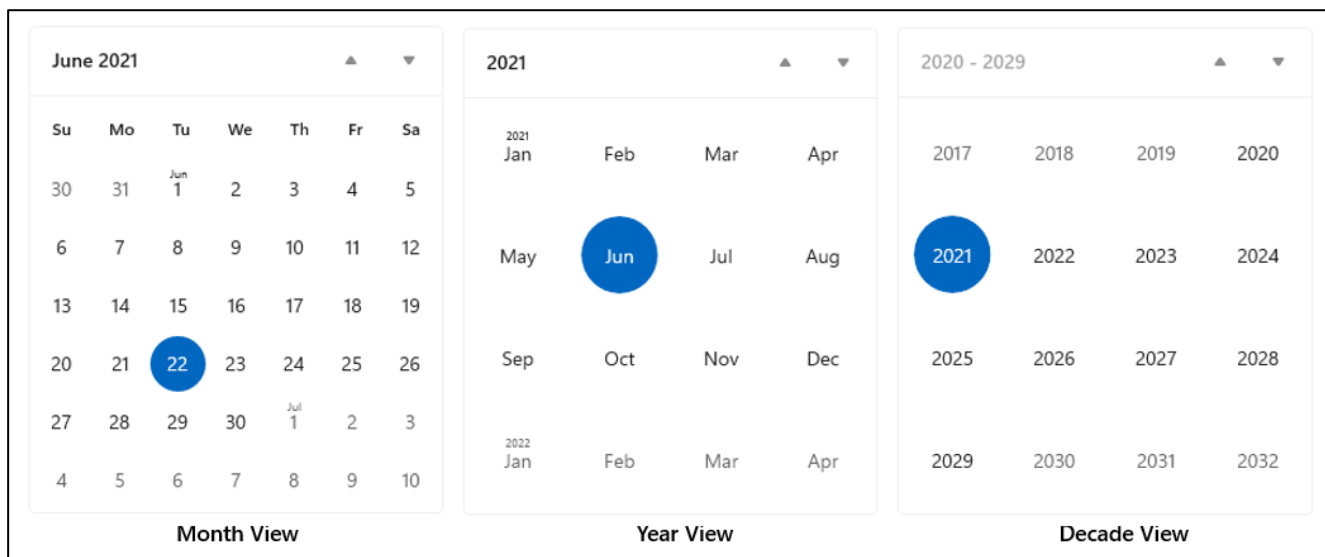 June 2021
Su Mo Tu We Th Fr Sa
Jun
30 31 1 2 3 4 5
6 7 8 9 10 11 12
13 14 15 16 17 18 19
20 21 22 23 24 25 26
Jul
27 28 29 30 1 2 3
4 5 6 7 8 9 10
Month View
2021
2021
Jan Feb Mar Apr
May Jun Jul Aug
Sep Oct Nov Dec
2022
Jan Feb Mar Apr
Year View
2020 - 2029
2017 2018 2019 2020
2021 2022 2023 2024
2025 2026 2027 2028
2029 2030 2031 2032
Decade View